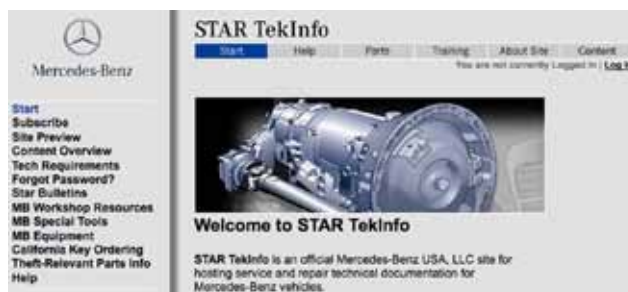 STAR TekInfo
Start Help Parts Training About Site Content
You are not currently Logged In |
Mercedes-Benz
Start
Subscribe
Site Preview
Content Overview
Tech Requirements
Forgot Password?
Star Bulletins
MB Workshop Resources
MB Special Tools
MB Equipment
California Key Ordering
Theft-Relevant Parts Info
Help
Welcome to STAR TekInfo
STAR TekInfo is an official Mercedes-Benz USA, LLC site for
hosting service and repair technical documentation for
Mercedes-Benz vehicles.